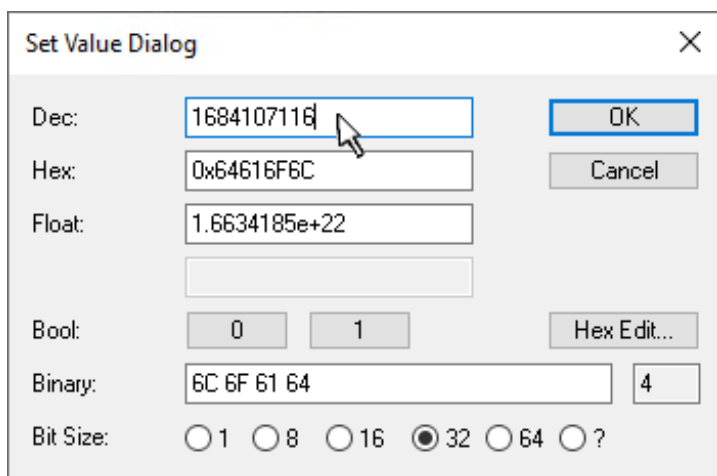 Set Value Dialog
Dec: 1684107116 OK
Hex: 0x64616F6C Cancel
Float: 1.6634185e+22
Bool: 0 1 Hex Edit...
Binary: 6C 6F 61 64 4
Bit Size: 1 8 16 32 64 ?